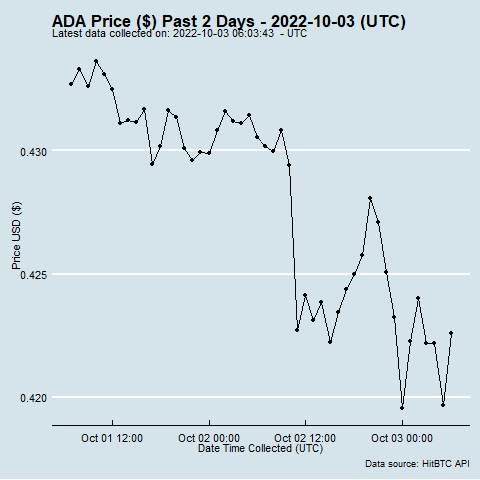 ADA Price ($) Past 2 Days - 2022-10-03 (UTC)
Latest data collected on: 2022-10-03 06:03:43 - UTC
Price USD ($)
0.430
0.425
0.420
Oct 01 12:00 Oct 02 00:00 Oct 02 12:00 Oct 03 00:00
Date Time Collected (UTC)
Data source: HitBTC API